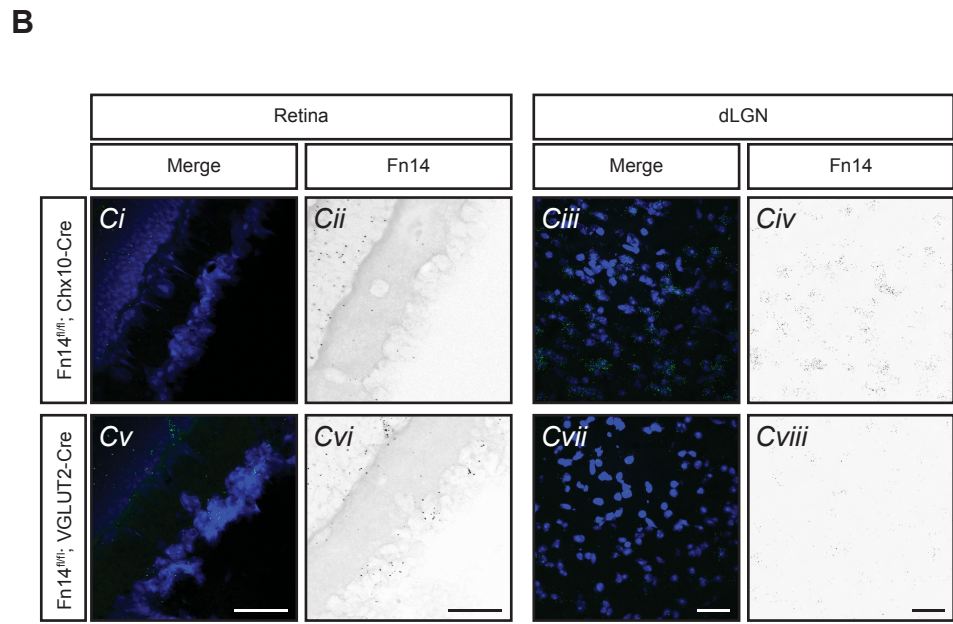 B
Retina
dLGN
Merge
Fn14
Merge
Fn14
Fn14fl/fl; Chx10-Cre
Ci
Cii
Ciii
Civ
Fn14fl/fl; VGLUT2-Cre
Cv
Cvi
Cvii
Cviii